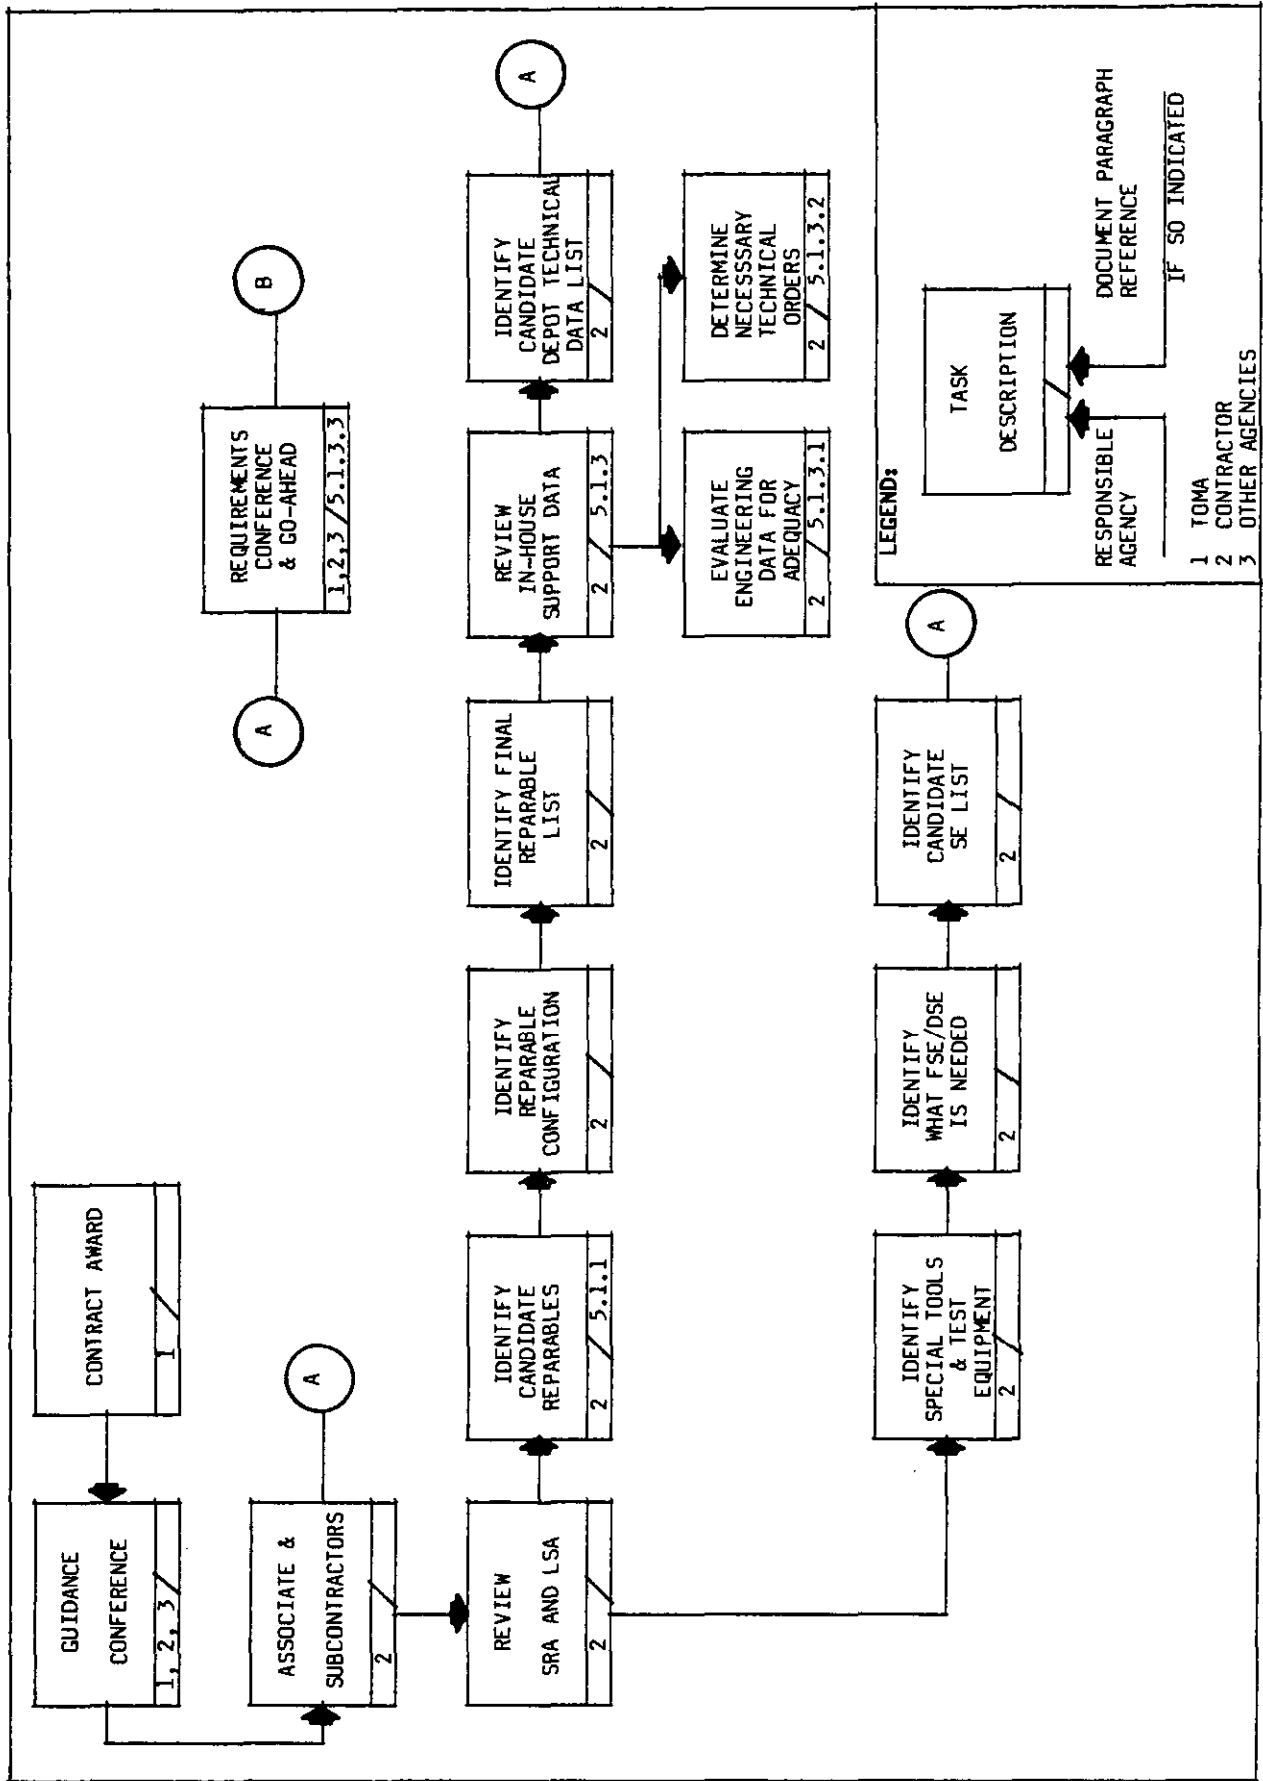 CONTRACT AWARD
1 /
GUIDANCE
CONFERENCE
1, 2, 3 /
ASSOCIATE &
SUBCONTRACTORS
2 /
A
REVIEW
SRA AND LSA
2 /
IDENTIFY
CANDIDATE
REPARABLES
2 / 5.1.1
IDENTIFY
REPARABLE
CONFIGURATION
2 /
IDENTIFY FINAL
REPARABLE
LIST
2 /
REVIEW
IN-HOUSE
SUPPORT DATA
2 / 5.1.3
IDENTIFY
CANDIDATE
DEPOT TECHNICAL
DATA LIST
2 /
A
EVALUATE
ENGINEERING
DATA FOR
ADEQUACY
2 / 5.1.3.1
DETERMINE
NECESSSARY
TECHNICAL
ORDERS
2 / 5.1.3.2
IDENTIFY
SPECIAL TOOLS
& TEST
EQUIPMENT
2 /
IDENTIFY
WHAT FSE/DSE
IS NEEDED
2 /
IDENTIFY
CANDIDATE
SE LIST
2 /
A
A
REQUIREMENTS
CONFERENCE
& GO-AHEAD
1,2,3 / 5.1.3.3
B
LEGEND:
TASK
DESCRIPTION
/
RESPONSIBLE
AGENCY
DOCUMENT PARAGRAPH
REFERENCE
IF SO INDICATED
1 TOMA
2 CONTRACTOR
3 OTHER AGENCIES